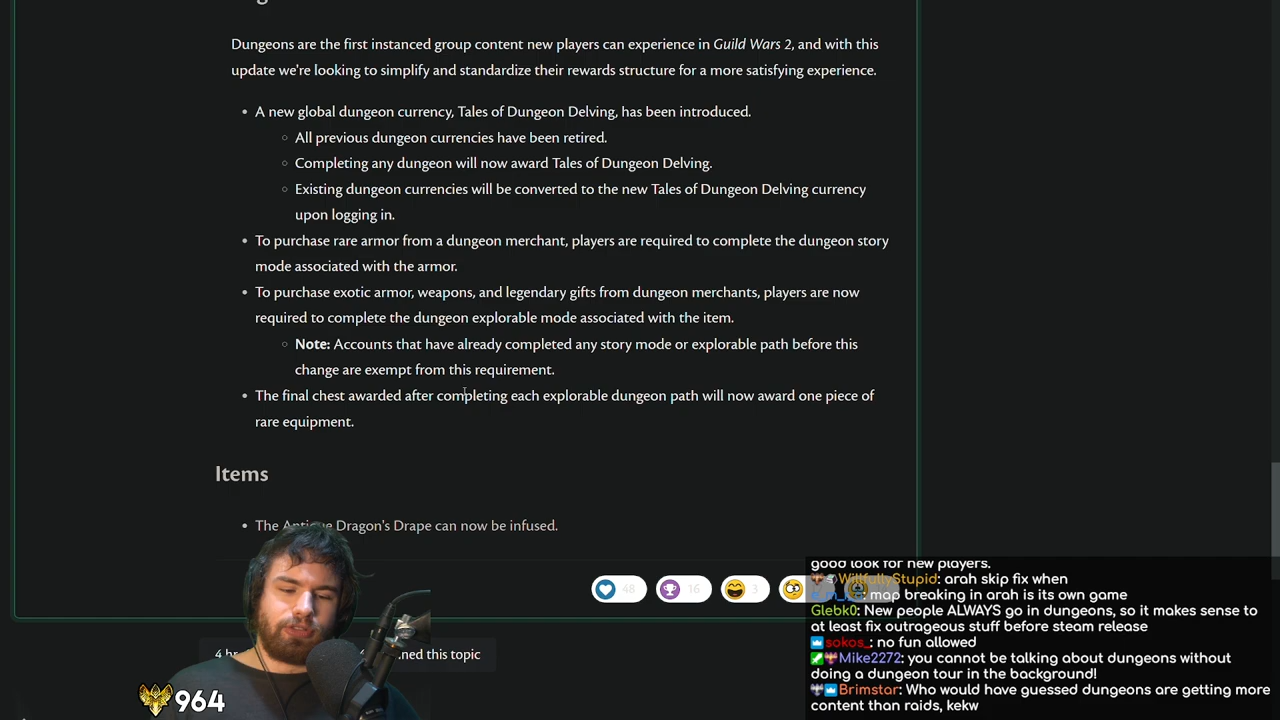 Dungeons are the first instanced group content new players can experience in Guild Wars 2, and with this
update we're looking to simplify and standardize their rewards structure for a more satisfying experience.
• A new global dungeon currency, Tales of Dungeon Delving, has been introduced.
○ All previous dungeon currencies have been retired.
○ Completing any dungeon will now award Tales of Dungeon Delving.
○ Existing dungeon currencies will be converted to the new Tales of Dungeon Delving currency
upon logging in.
• To purchase rare armor from a dungeon merchant, players are required to complete the dungeon story
mode associated with the armor.
• To purchase exotic armor, weapons, and legendary gifts from dungeon merchants, players are now
required to complete the dungeon explorable mode associated with the item.
○ Note: Accounts that have already completed any story mode or explorable path before this
change are exempt from this requirement.
• The final chest awarded after completing each explorable dungeon path will now award one piece of
rare equipment.
Items
• The Antique Dragon's Drape can now be infused.
48
16
3
4 this topic
964
good look for new players.
WillfullyStupid: arah skip fix when
: map breaking in arah is its own game
Glebk0: New people ALWAYS go in dungeons, so it makes sense to
at least fix outrageous stuff before steam release
sokos_: no fun allowed
Mike2272: you cannot be talking about dungeons without
doing a dungeon tour in the background!
Brimstar: Who would have guessed dungeons are getting more
content than raids, kekw